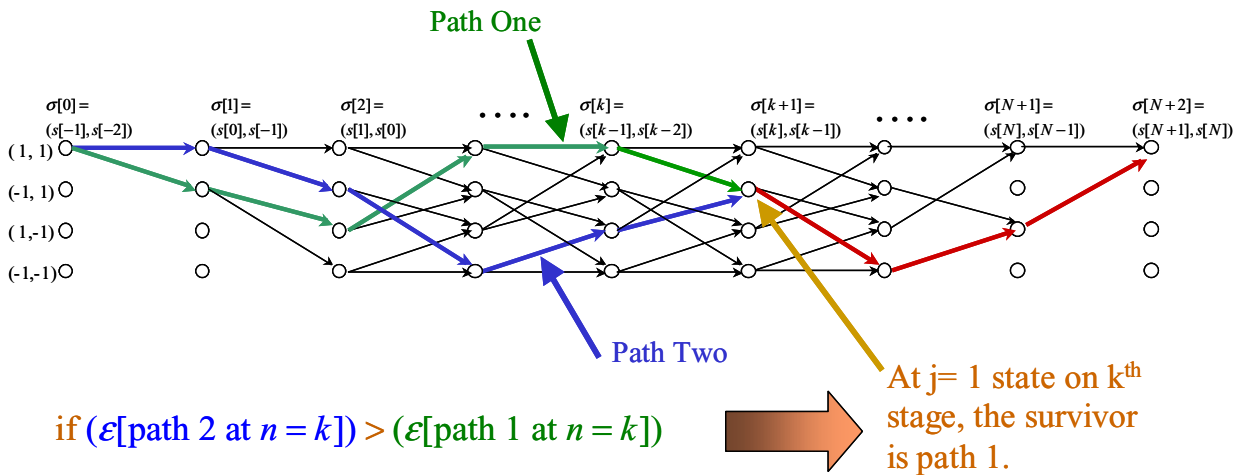 Path One
σ[0] =
(s[-1], s[-2])
σ[1] =
(s[0], s[-1])
σ[2] =
(s[1], s[0])
....
σ[k] =
(s[k-1], s[k-2])
σ[k+1] =
(s[k], s[k-1])
....
σ[N+1] =
(s[N], s[N-1])
σ[N+2] =
(s[N+1], s[N])
(1, 1)
(-1, 1)
(1,-1)
(-1,-1)
Path Two
if (ε[path 2 at n = k]) > (ε[path 1 at n = k])
At j= 1 state on kth
stage, the survivor
is path 1.